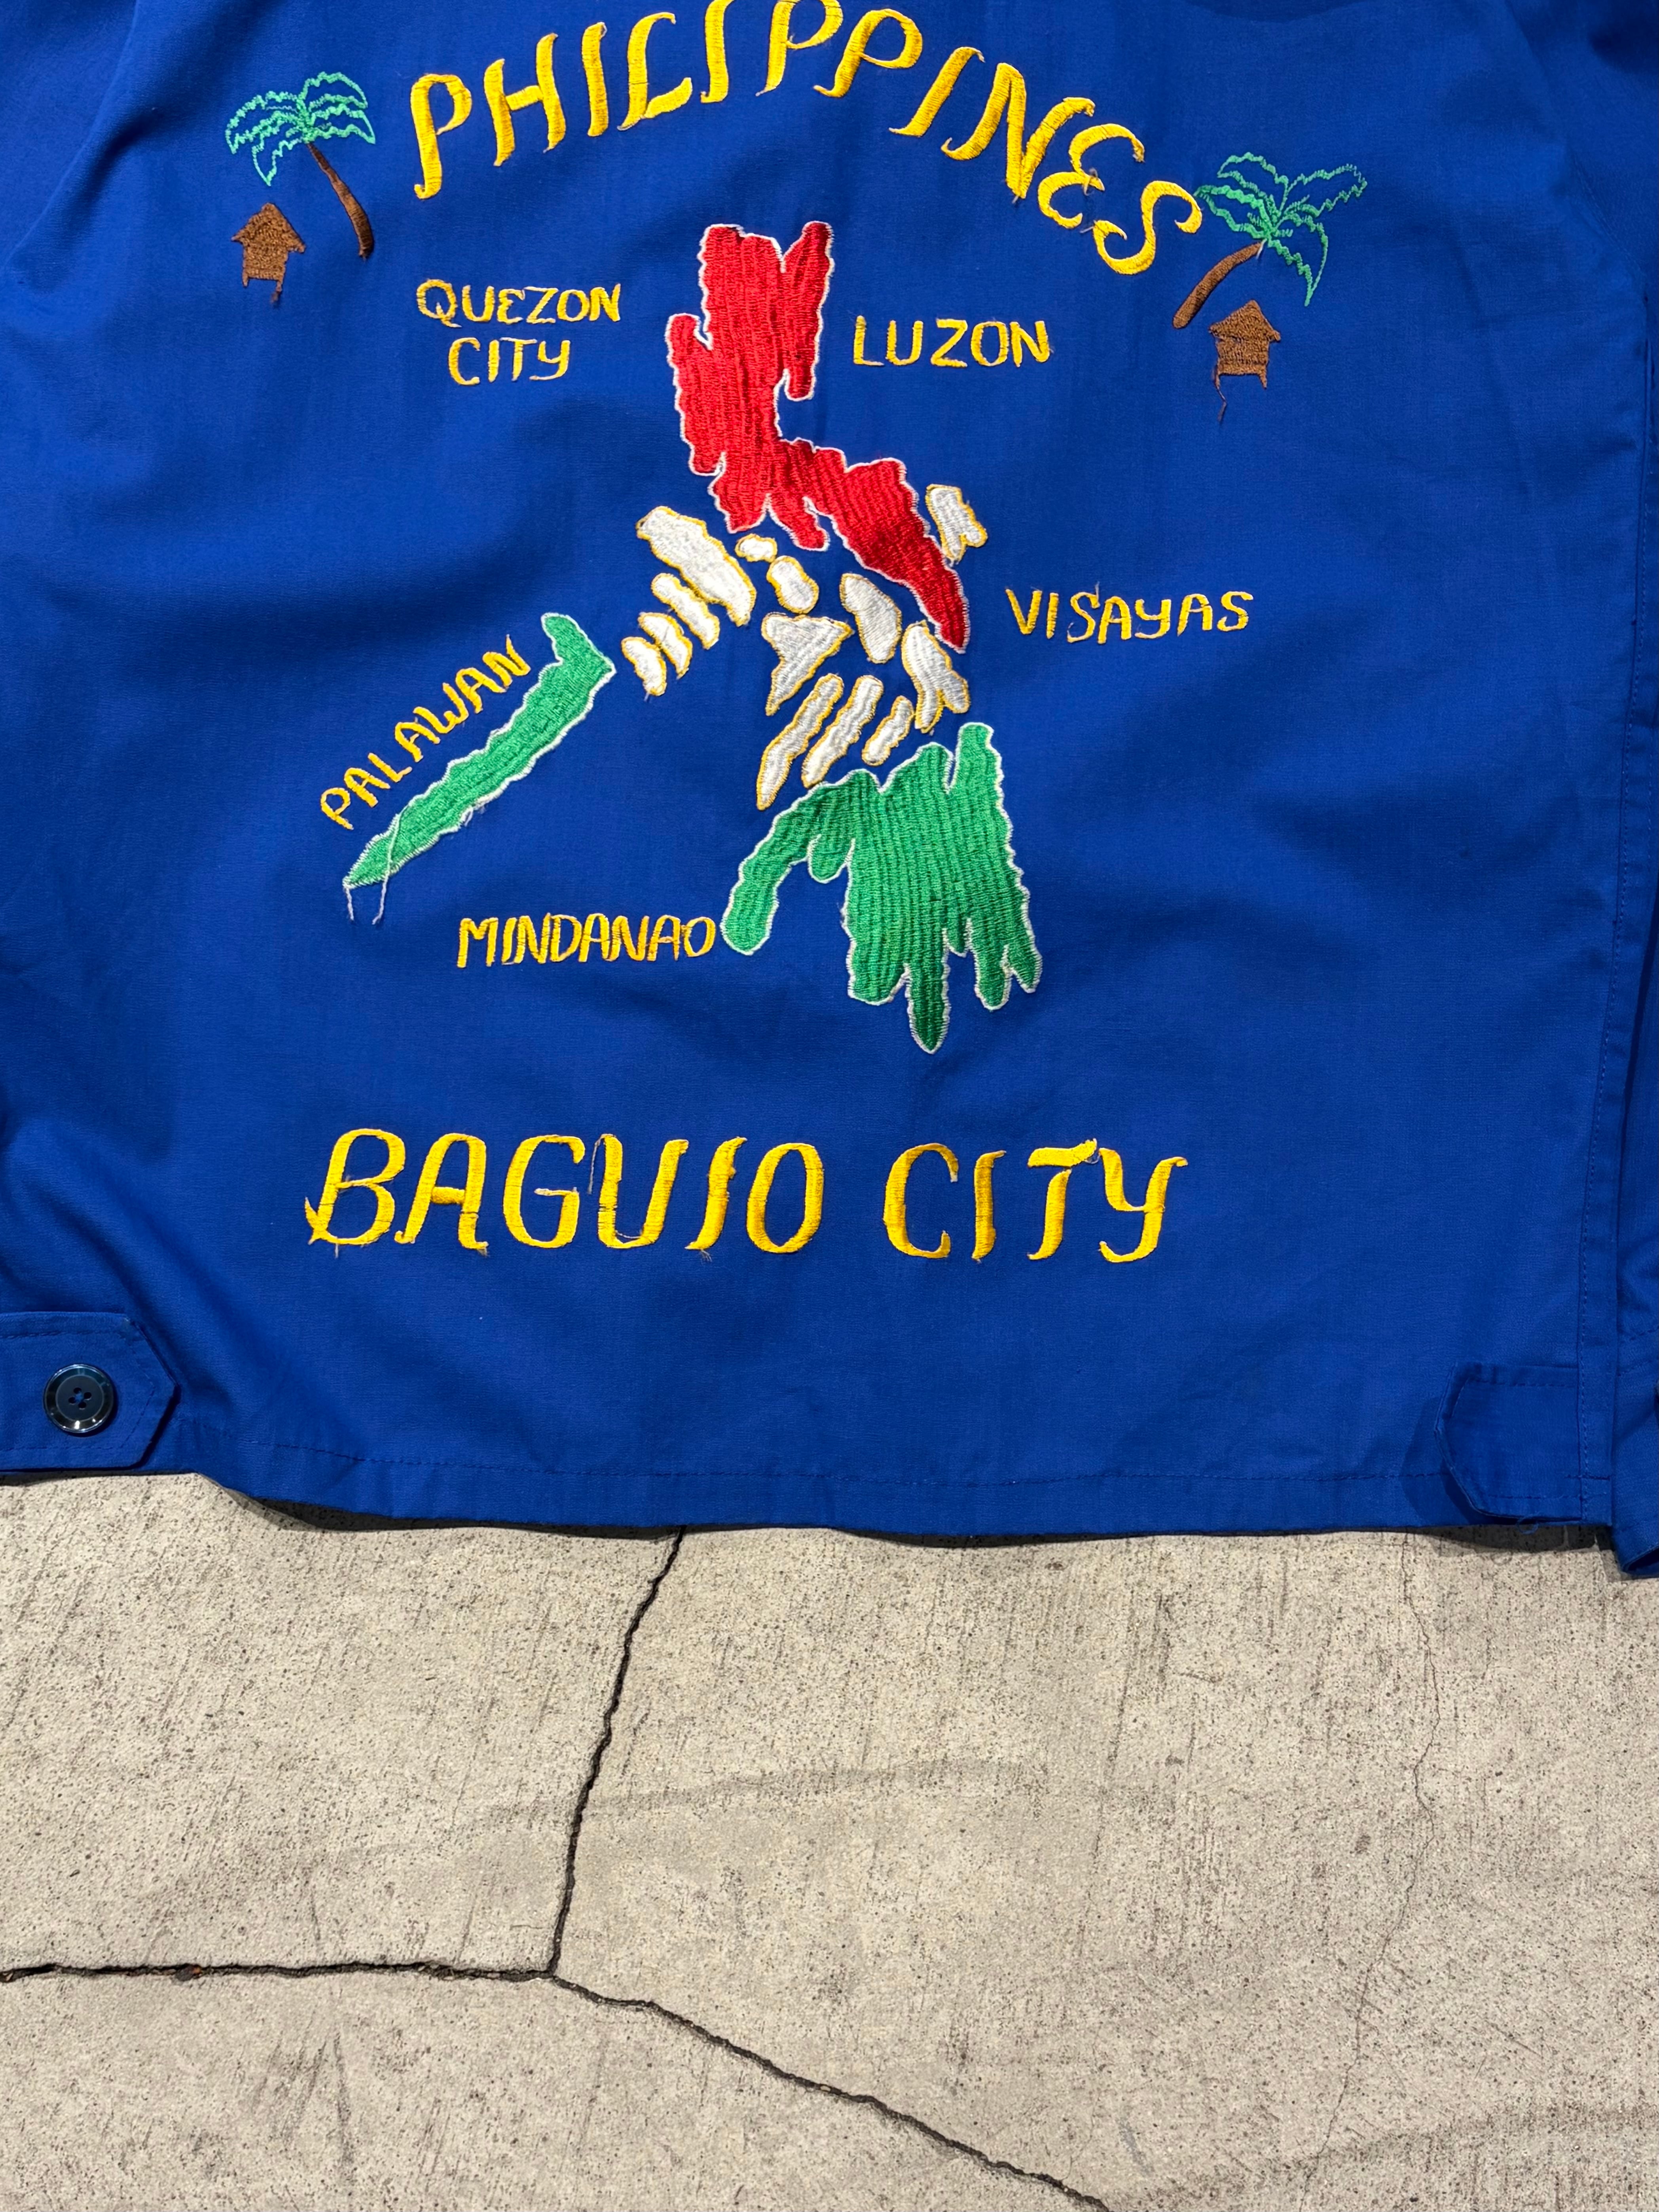 PHILIPPINES
QUEZON
CITY
LUZON
VISAYAS
PALAWAN
MINDANAO
BAGUIO CITY